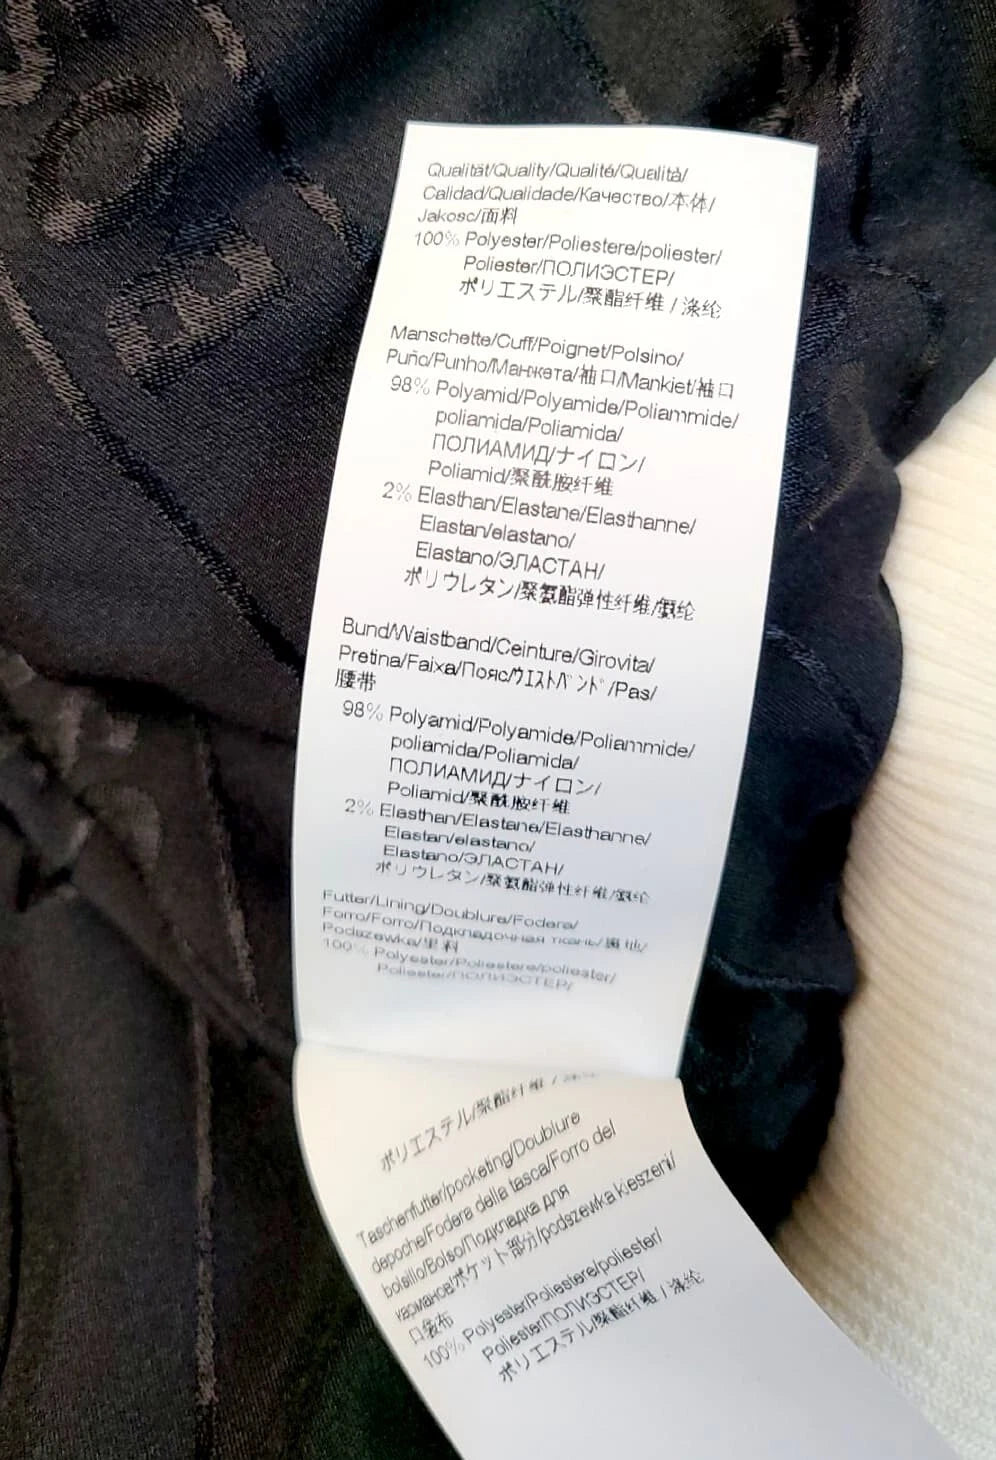 Qualität/Quality/Qualité/Qualità/
Calidad/Qualidade/Качество/本体/
Jakosc/面料
100% Polyester/Poliestere/poliester/
Poliester/ПОЛИЭСТЕР/
ポリエステル/聚酯纤维 / 涤纶
Manschette/Cuff/Poignet/Polsino/
Puño/Punho/Манжета/袖口/Mankiet/袖口
98% Polyamid/Polyamide/Poliammide/
poliamida/Poliamida/
ПОЛИАМИД/ナイロン/
Poliamid/聚酰胺纤维
2% Elasthan/Elastane/Elasthanne/
Elastan/elastano/
Elastano/ЭЛАСТАН/
ポリウレタン/聚氨酯弹性纤维/氨纶
Bund/Waistband/Ceinture/Girovita/
Pretina/Faixa/Пояс/ｳｴｽﾄﾊﾞﾝﾄﾞ/Pas/
腰带
98% Polyamid/Polyamide/Poliammide/
poliamida/Poliamida/
ПОЛИАМИД/ナイロン/
Poliamid/聚酰胺纤维
2% Elasthan/Elastane/Elasthanne/
Elastan/elastano/
Elastano/ЭЛАСТАН/
ポリウレタン/聚氨酯弹性纤维/氨纶
Futter/Lining/Doublure/Fodera/
Forro/Forro/Подкладочная ткань/裏地/
Podszewka/里料
100% Polyester/Poliestere/poliester/
Poliester/ПОЛИЭСТЕР/
ポリエステル/聚酯纤维 / 涤纶
Taschenfutter/pocketing/Doublure
depoche/Fodera della tasca/Forro del
bolsillo/Bolso/Подкладка для
карманов/ポケット部分/podszewka kieszeni/
口袋布
100% Polyester/Poliestere/poliester/
Poliester/ПОЛИЭСТЕР/
ポリエステル/聚酯纤维 / 涤纶